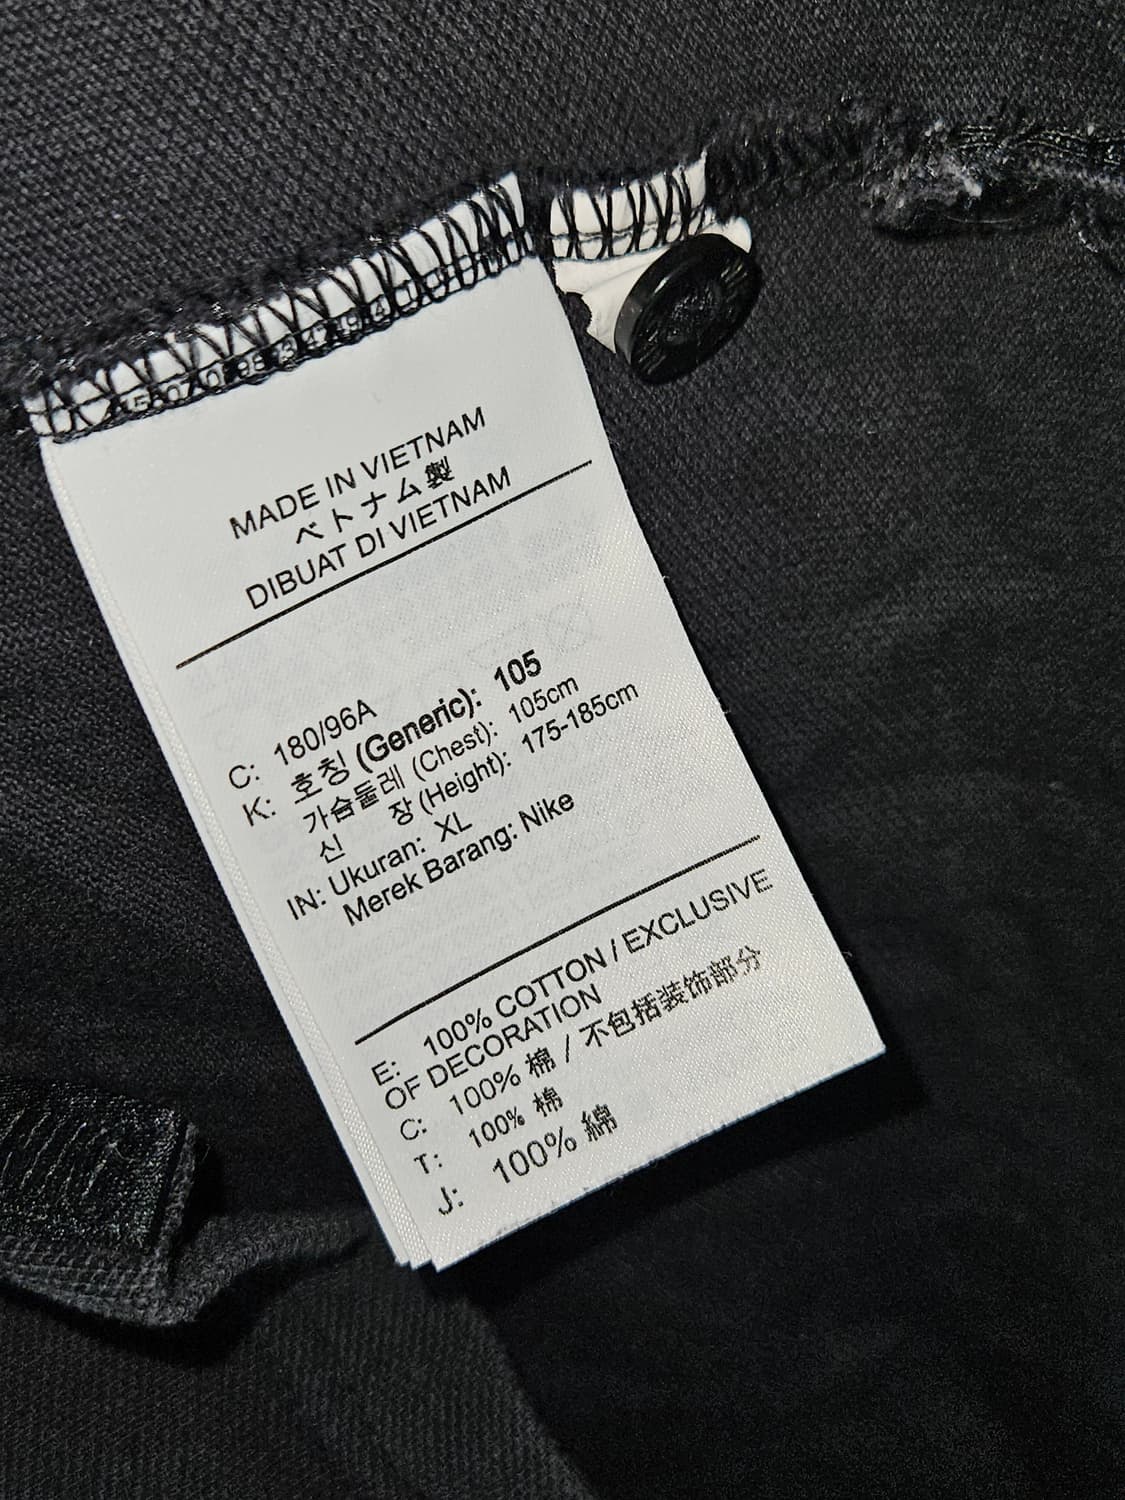 MADE IN VIETNAM
ベトナム製
DIBUAT DI VIETNAM
C: 180/96A
K: 호칭 (Generic): 105
가슴둘레 (Chest): 105cm
신 장 (Height): 175-185cm
IN: Ukuran: XL
Merek Barang: Nike
E: 100% COTTON / EXCLUSIVE
OF DECORATION
C: 100% 棉 / 不包括装饰部分
T: 100% 棉
J: 100% 綿